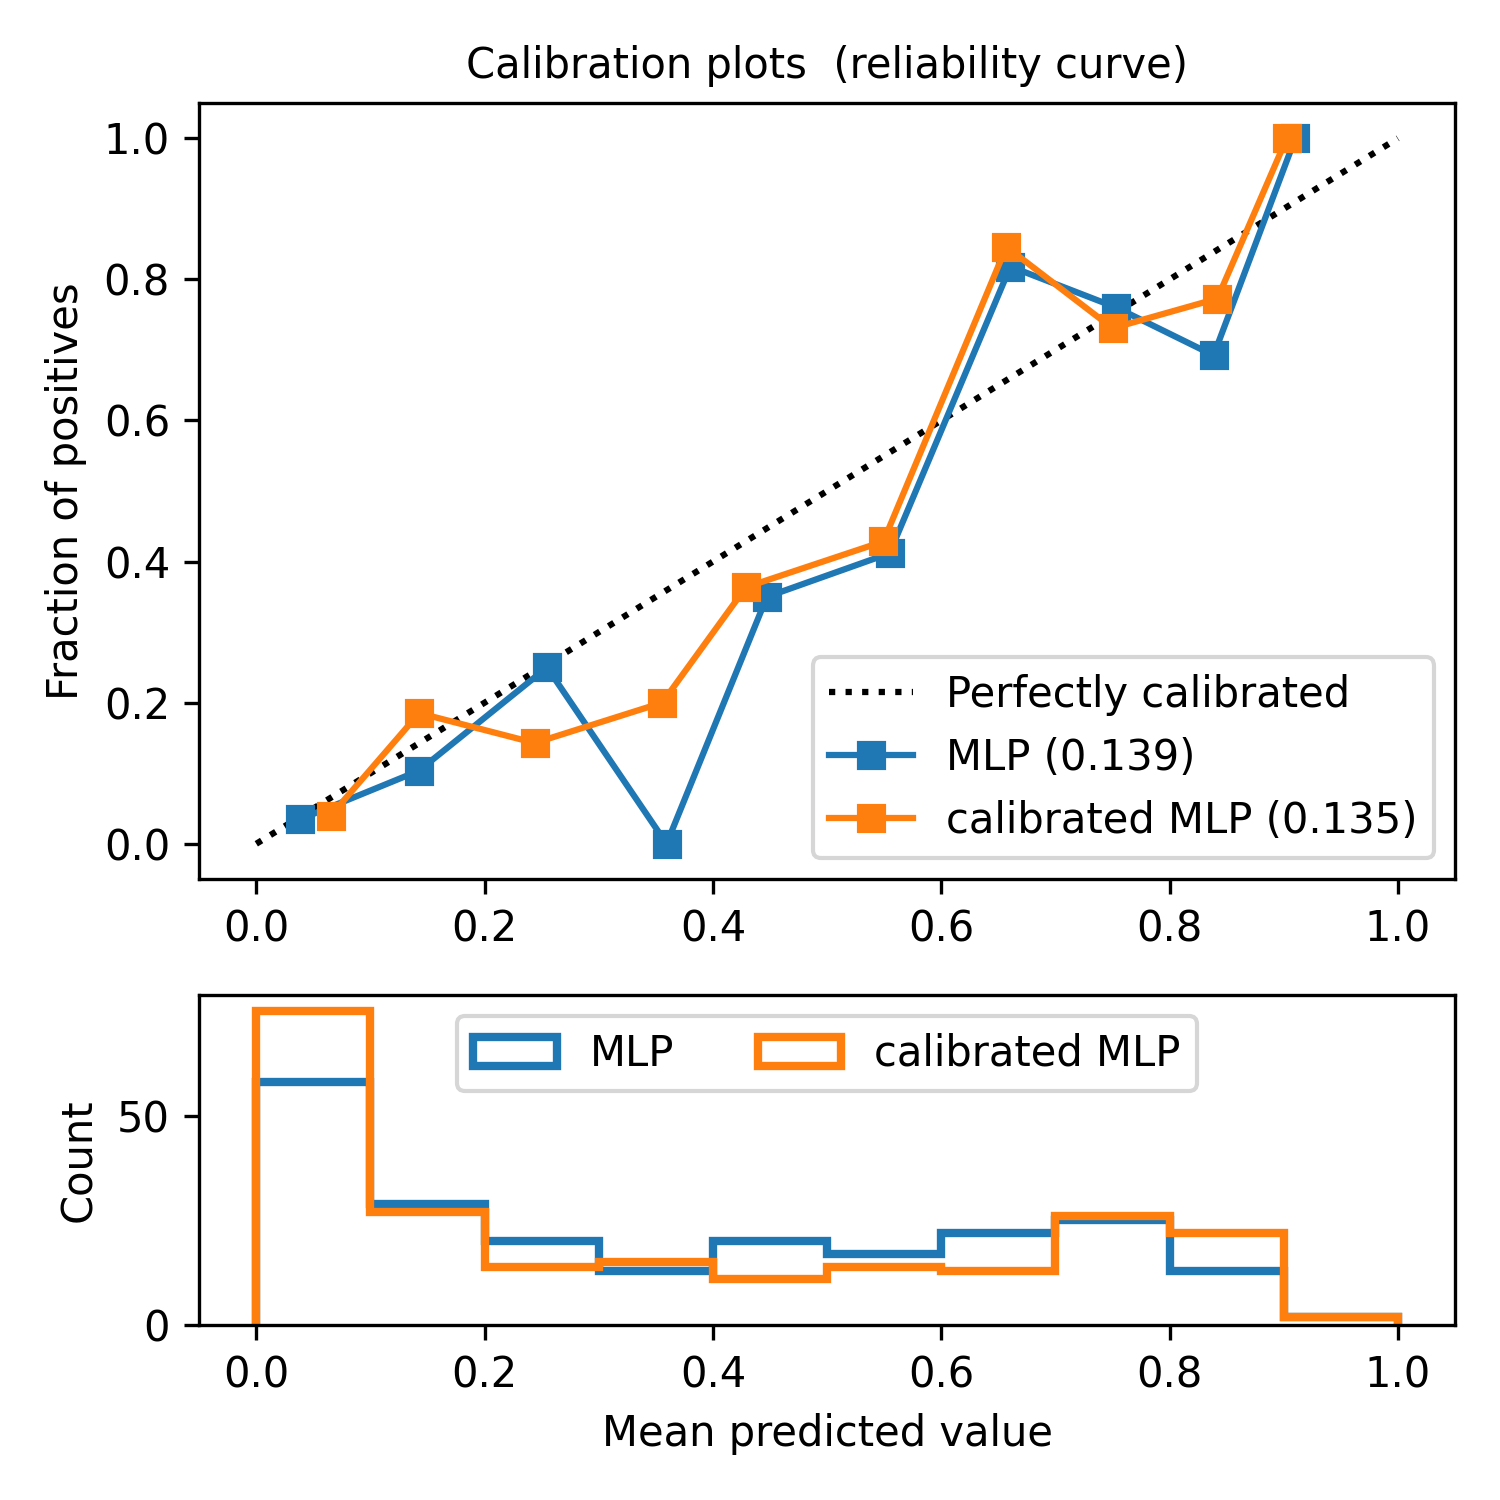 Calibration plots  (reliability curve)
1.0
0.8
0.6
0.4
0.2
0.0
Fraction of positives
Perfectly calibrated
MLP (0.139)
calibrated MLP (0.135)
0.0 0.2 0.4 0.6 0.8 1.0
MLP calibrated MLP
50
0
Count
0.0 0.2 0.4 0.6 0.8 1.0
Mean predicted value